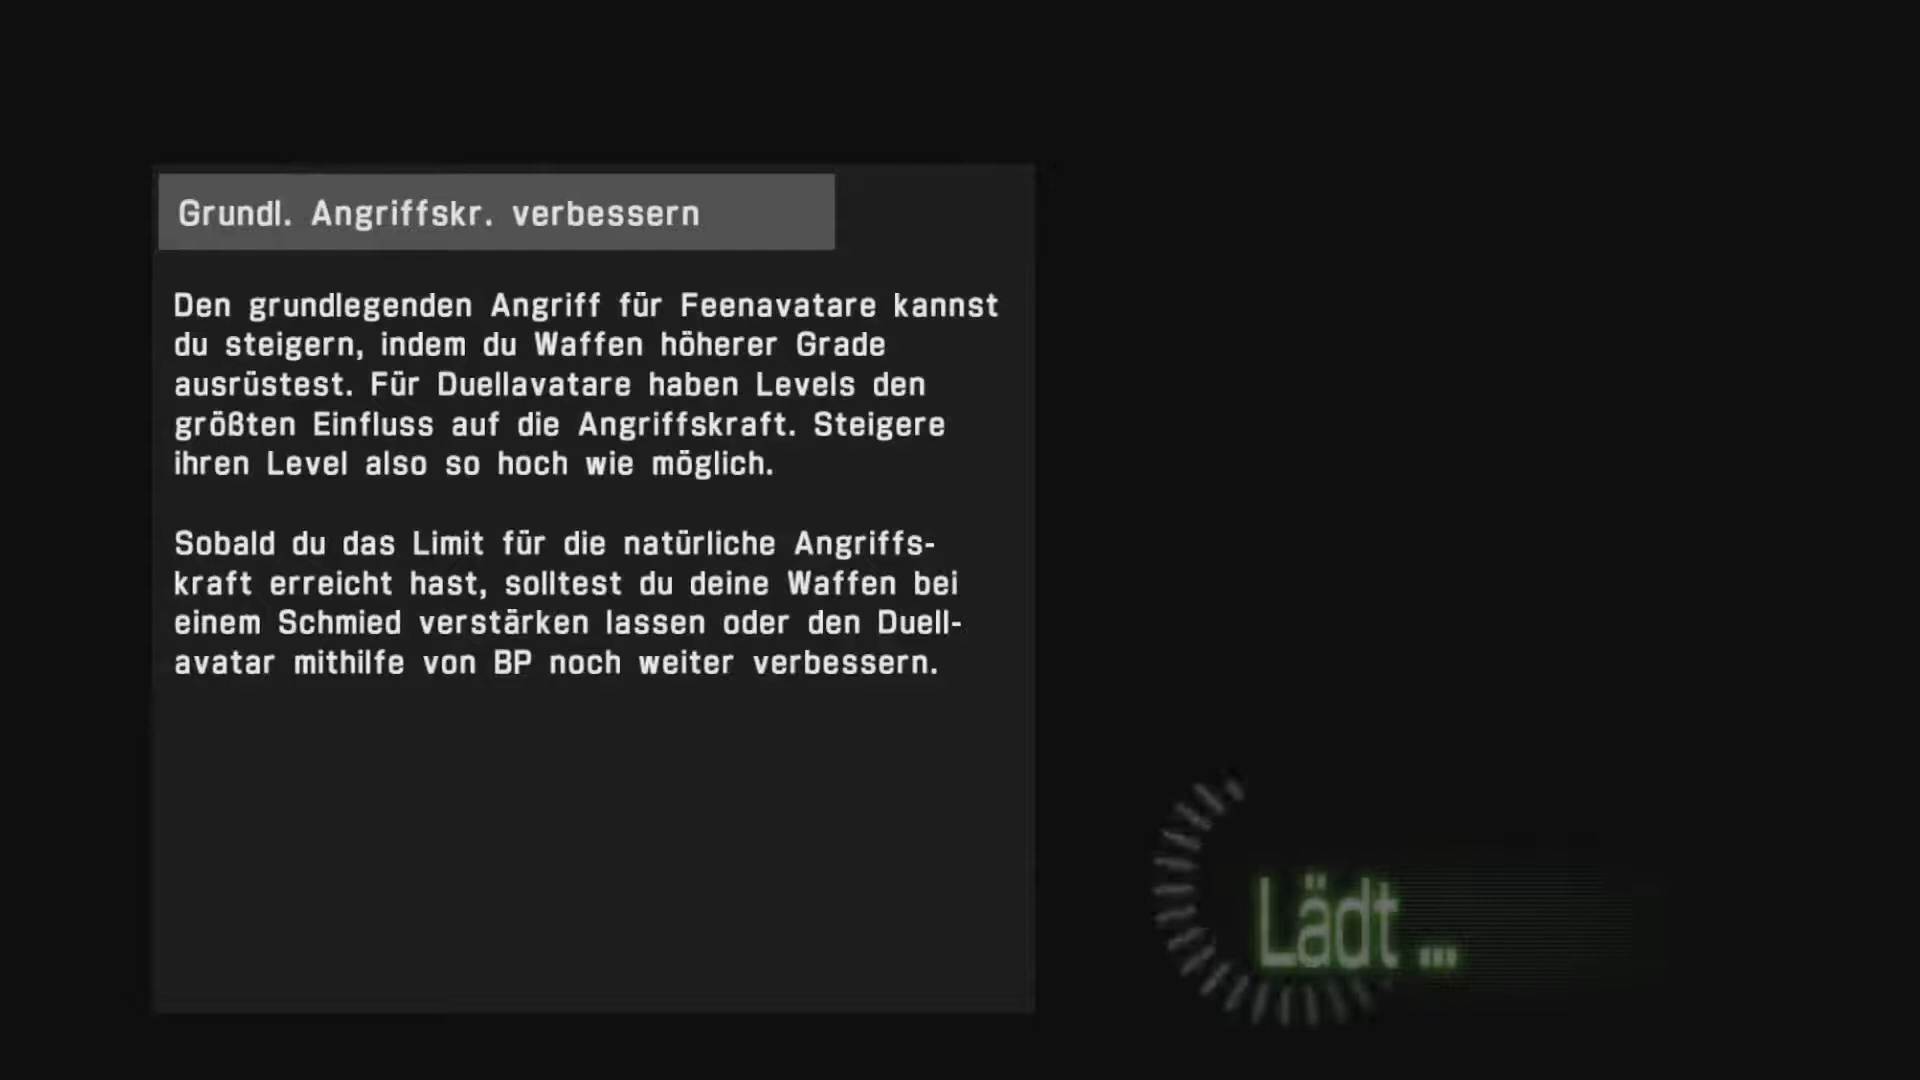 Grundl. Angriffskr. verbessern
Den grundlegenden Angriff für Feenavatare kannst
du steigern, indem du Waffen höherer Grade
ausrüstest. Für Duellavatare haben Levels den
größten Einfluss auf die Angriffskraft. Steigere
ihren Level also so hoch wie möglich.
Sobald du das Limit für die natürliche Angriffs-
kraft erreicht hast, solltest du deine Waffen bei
einem Schmied verstärken lassen oder den Duell-
avatar mithilfe von BP noch weiter verbessern.
Lädt ...